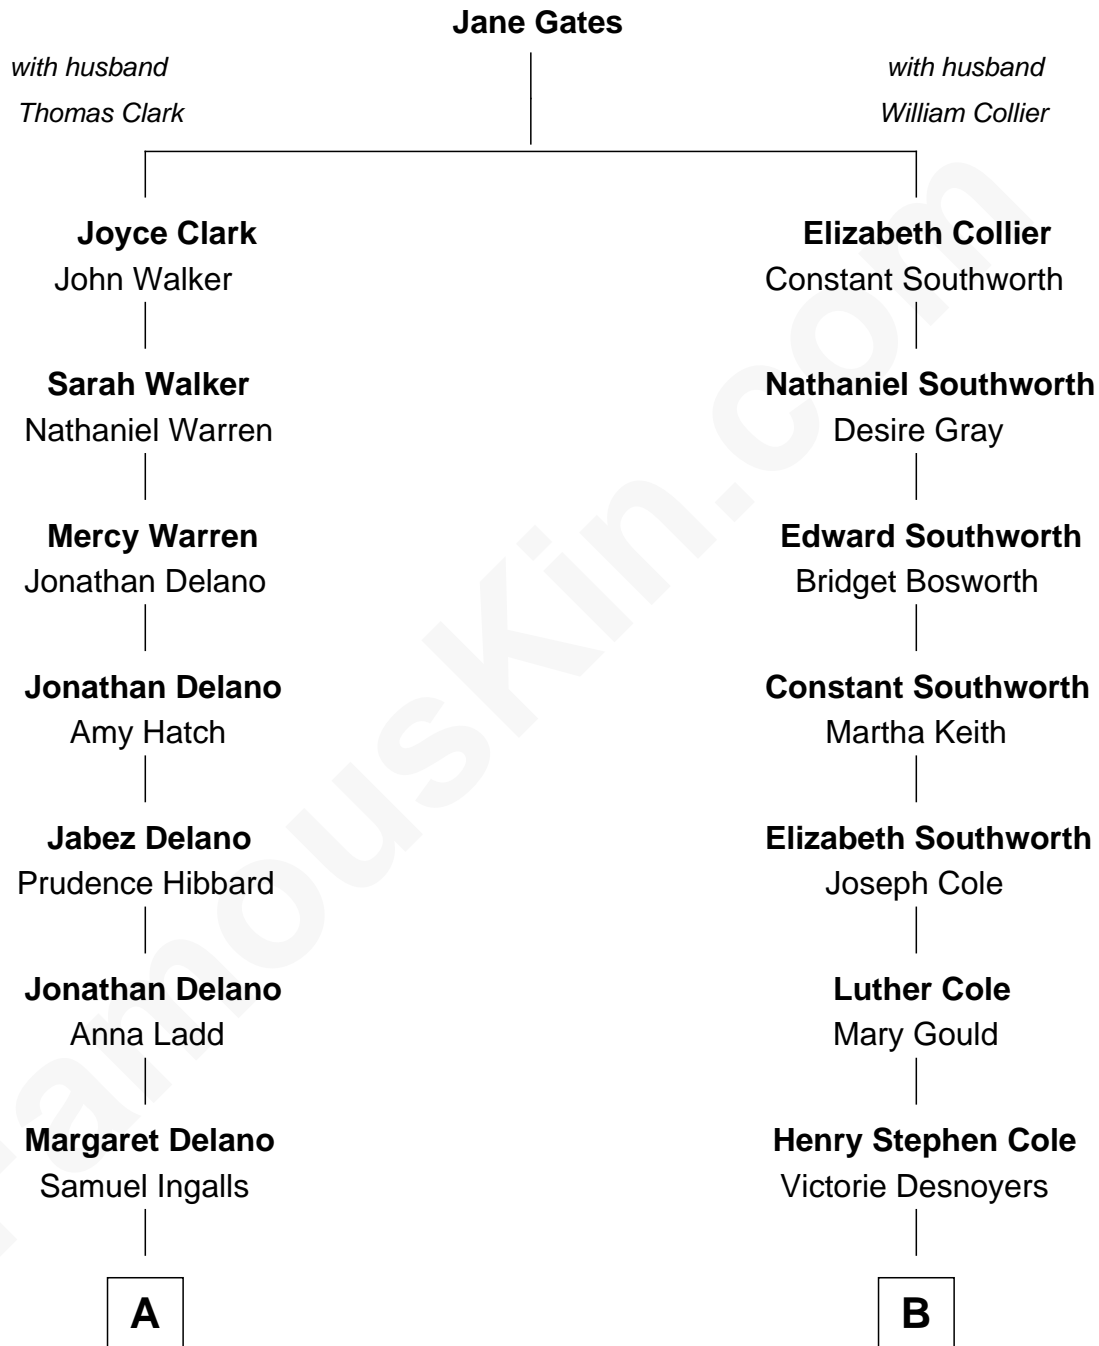 Jane Gates
with husband
Thomas Clark
with husband
William Collier
Joyce Clark
John Walker
Sarah Walker
Nathaniel Warren
Mercy Warren
Jonathan Delano
Jonathan Delano
Amy Hatch
Jabez Delano
Prudence Hibbard
Jonathan Delano
Anna Ladd
Margaret Delano
Samuel Ingalls
A
Elizabeth Collier
Constant Southworth
Nathaniel Southworth
Desire Gray
Edward Southworth
Bridget Bosworth
Constant Southworth
Martha Keith
Elizabeth Southworth
Joseph Cole
Luther Cole
Mary Gould
Henry Stephen Cole
Victorie Desnoyers
B
FamousKin.com